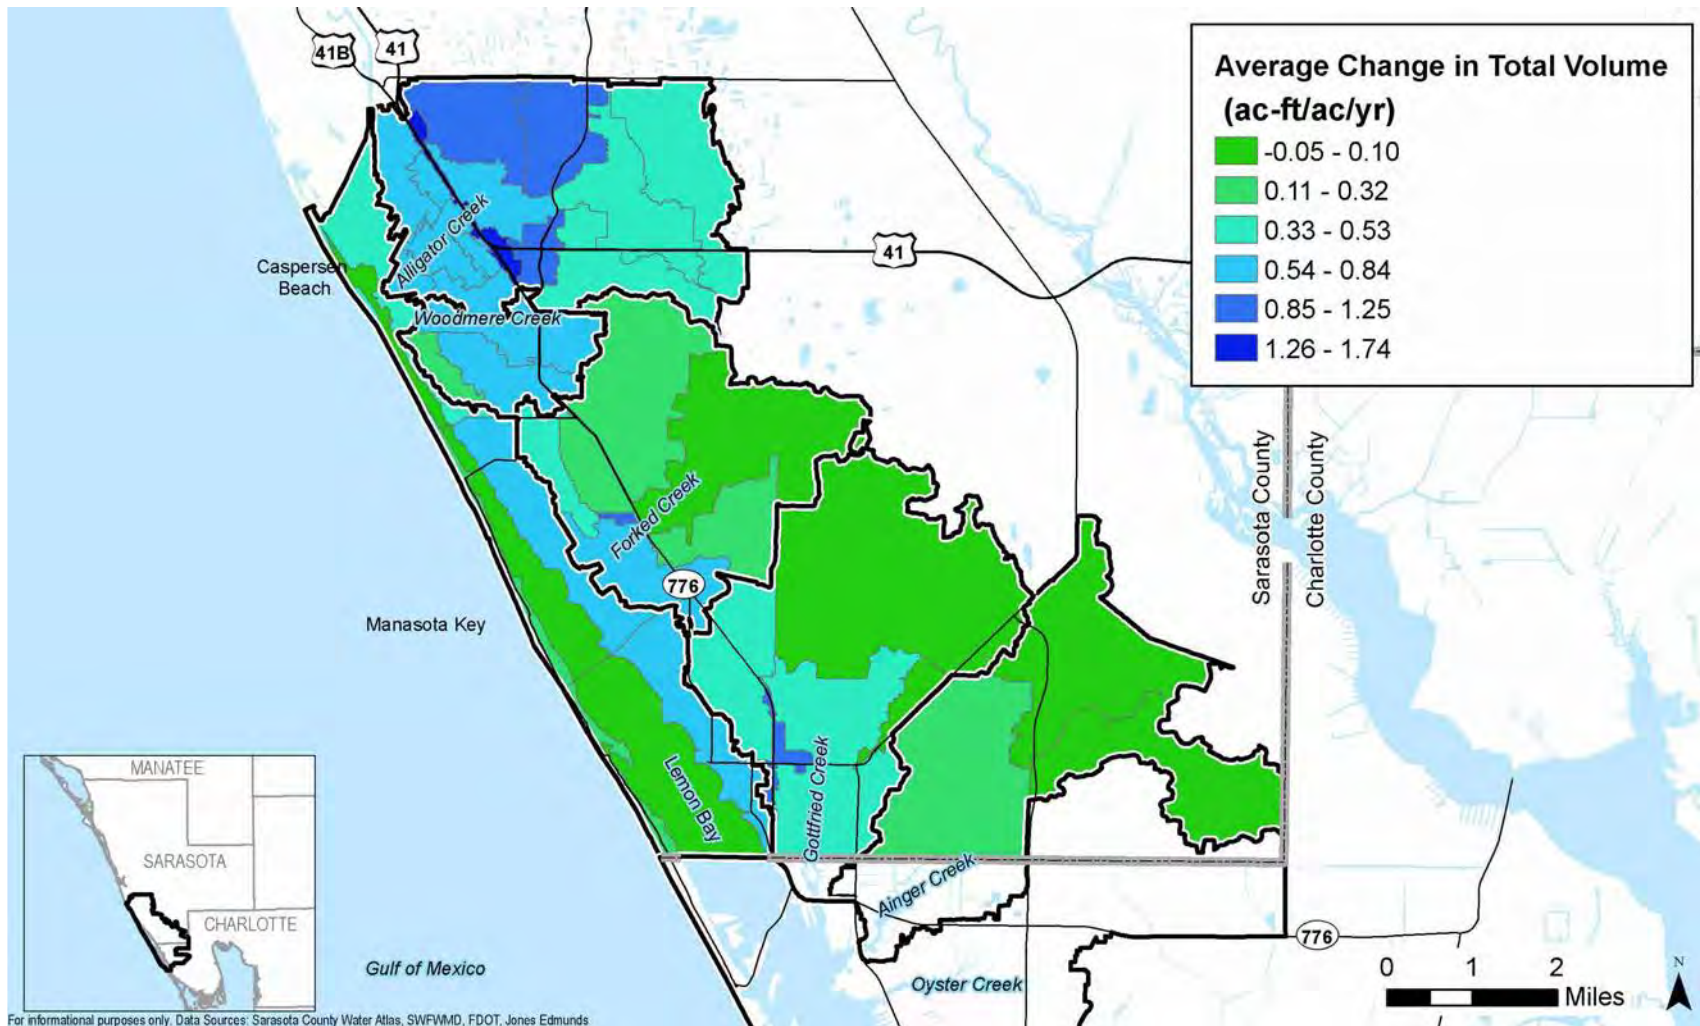 41B
41
Average Change in Total Volume
(ac-ft/ac/yr)
-0.05 - 0.10
0.11 - 0.32
0.33 - 0.53
0.54 - 0.84
0.85 - 1.25
1.26 - 1.74
Alligator Creek
41
Caspersen
Beach
Woodmere Creek
Sarasota County
Charlotte County
Forked Creek
776
Manasota Key
Lemon Bay
Gottfried Creek
Ainger Creek
MANATEE
SARASOTA
CHARLOTTE
776
Gulf of Mexico
Oyster Creek
0 1 2
Miles
N
For informational purposes only. Data Sources: Sarasota County Water Atlas, SWFWMD, FDOT, Jones Edmunds